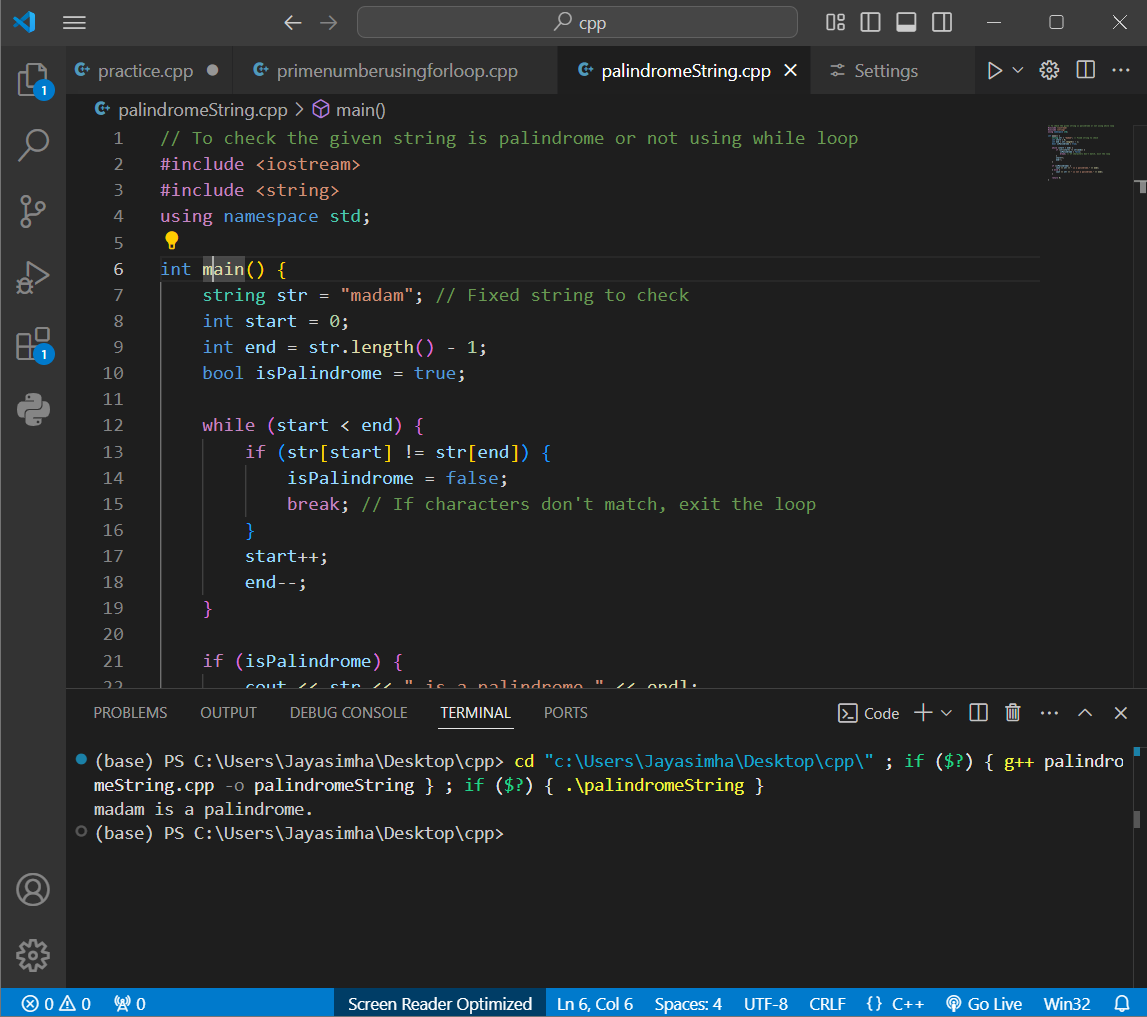 cpp
practice.cpp
primenumberusingforloop.cpp
palindromeString.cpp
Settings
palindromeString.cpp > main()
1 // To check the given string is palindrome or not using while loop
2 #include <iostream>
3 #include <string>
4 using namespace std;
5
6 int main() {
7 string str = "madam"; // Fixed string to check
8 int start = 0;
9 int end = str.length() - 1;
10 bool isPalindrome = true;
11
12 while (start < end) {
13 if (str[start] != str[end]) {
14 isPalindrome = false;
15 break; // If characters don't match, exit the loop
16 }
17 start++;
18 end--;
19 }
20
21 if (isPalindrome) {
22 cout << str << " is a palindrome." << endl;
PROBLEMS OUTPUT DEBUG CONSOLE TERMINAL PORTS Code
(base) PS C:\Users\Jayasimha\Desktop\cpp> cd "c:\Users\Jayasimha\Desktop\cpp\" ; if ($?) { g++ palindro
meString.cpp -o palindromeString } ; if ($?) { .\palindromeString }
madam is a palindrome.
(base) PS C:\Users\Jayasimha\Desktop\cpp>
1
1
0 0 0 Screen Reader Optimized Ln 6, Col 6 Spaces: 4 UTF-8 CRLF {} C++ Go Live Win32